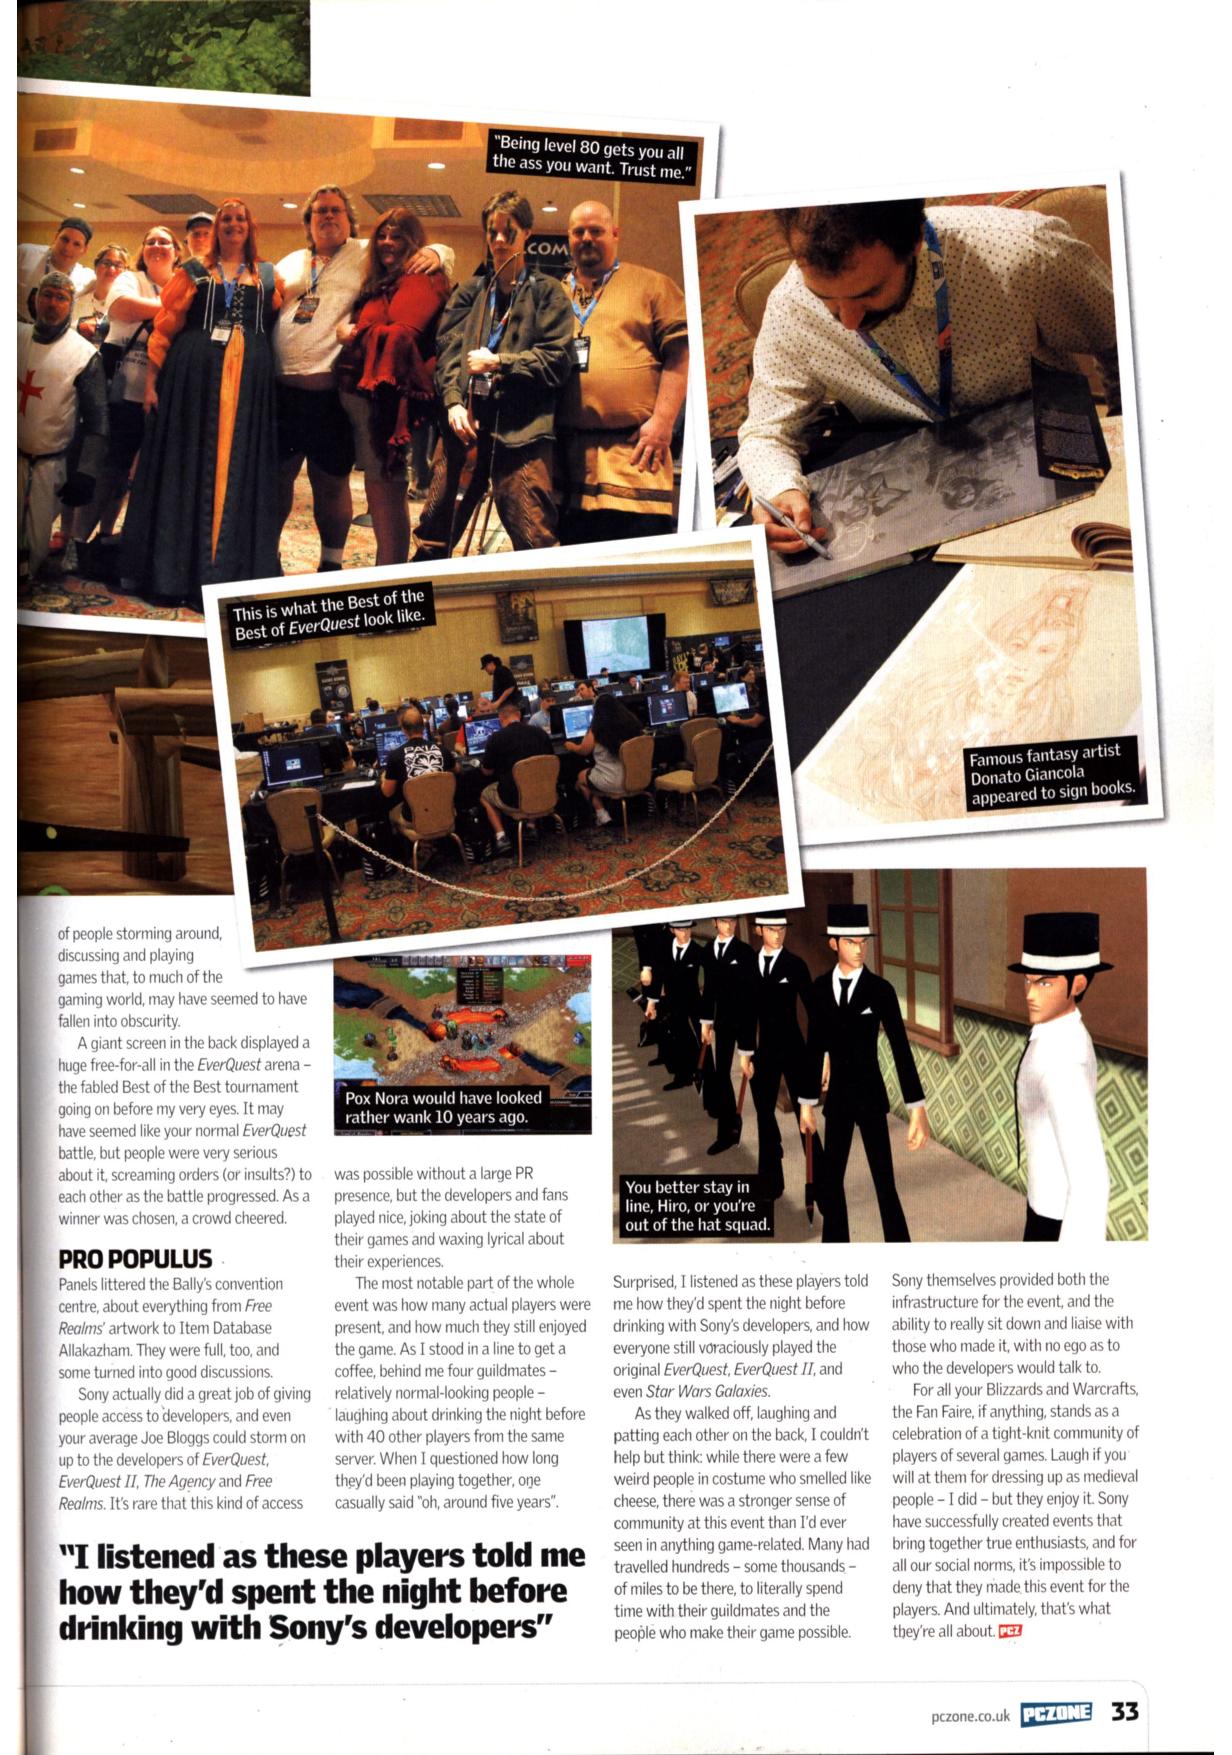 "Being level 80 gets you all
the ass you want. Trust me."
.COM
This is what the Best of the
Best of EverQuest look like.
PAIA
Famous fantasy artist
Donato Giancola
appeared to sign books.
of people storming around,
discussing and playing
games that, to much of the
gaming world, may have seemed to have
fallen into obscurity.
A giant screen in the back displayed a
huge free-for-all in the EverQuest arena –
the fabled Best of the Best tournament
going on before my very eyes. It may
have seemed like your normal EverQuest
battle, but people were very serious
about it, screaming orders (or insults?) to
each other as the battle progressed. As a
winner was chosen, a crowd cheered.
PRO POPULUS
Panels littered the Bally's convention
centre, about everything from Free
Realms' artwork to Item Database
Allakazham. They were full, too, and
some turned into good discussions.
Sony actually did a great job of giving
people access to developers, and even
your average Joe Bloggs could storm on
up to the developers of EverQuest,
EverQuest II, The Agency and Free
Realms. It's rare that this kind of access
Pox Nora would have looked
rather wank 10 years ago.
was possible without a large PR
presence, but the developers and fans
played nice, joking about the state of
their games and waxing lyrical about
their experiences.
The most notable part of the whole
event was how many actual players were
present, and how much they still enjoyed
the game. As I stood in a line to get a
coffee, behind me four guildmates –
relatively normal-looking people –
laughing about drinking the night before
with 40 other players from the same
server. When I questioned how long
they'd been playing together, one
casually said "oh, around five years".
"I listened as these players told me
how they'd spent the night before
drinking with Sony's developers"
You better stay in
line, Hiro, or you're
out of the hat squad.
Surprised, I listened as these players told
me how they'd spent the night before
drinking with Sony's developers, and how
everyone still voraciously played the
original EverQuest, EverQuest II, and
even Star Wars Galaxies.
As they walked off, laughing and
patting each other on the back, I couldn't
help but think: while there were a few
weird people in costume who smelled like
cheese, there was a stronger sense of
community at this event than I'd ever
seen in anything game-related. Many had
travelled hundreds – some thousands –
of miles to be there, to literally spend
time with their guildmates and the
people who make their game possible.
Sony themselves provided both the
infrastructure for the event, and the
ability to really sit down and liaise with
those who made it, with no ego as to
who the developers would talk to.
For all your Blizzards and Warcrafts,
the Fan Faire, if anything, stands as a
celebration of a tight-knit community of
players of several games. Laugh if you
will at them for dressing up as medieval
people – I did – but they enjoy it. Sony
have successfully created events that
bring together true enthusiasts, and for
all our social norms, it's impossible to
deny that they made this event for the
players. And ultimately, that's what
they're all about. PCZ
pczone.co.uk PCZONE 33